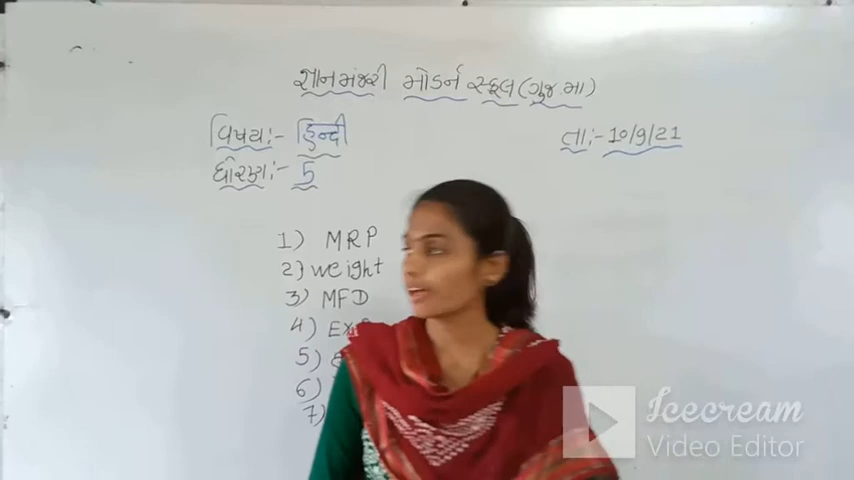 જ્ઞાનમંજરી મોડર્ન સ્કૂલ (ગુજ.મા)
વિષય:- હિન્દી
તા:- 10/9/21
ધોરણ:- 5
1) MRP
2) weight
3) MFD
4)
5)
6)
7)
Icecream
Video Editor